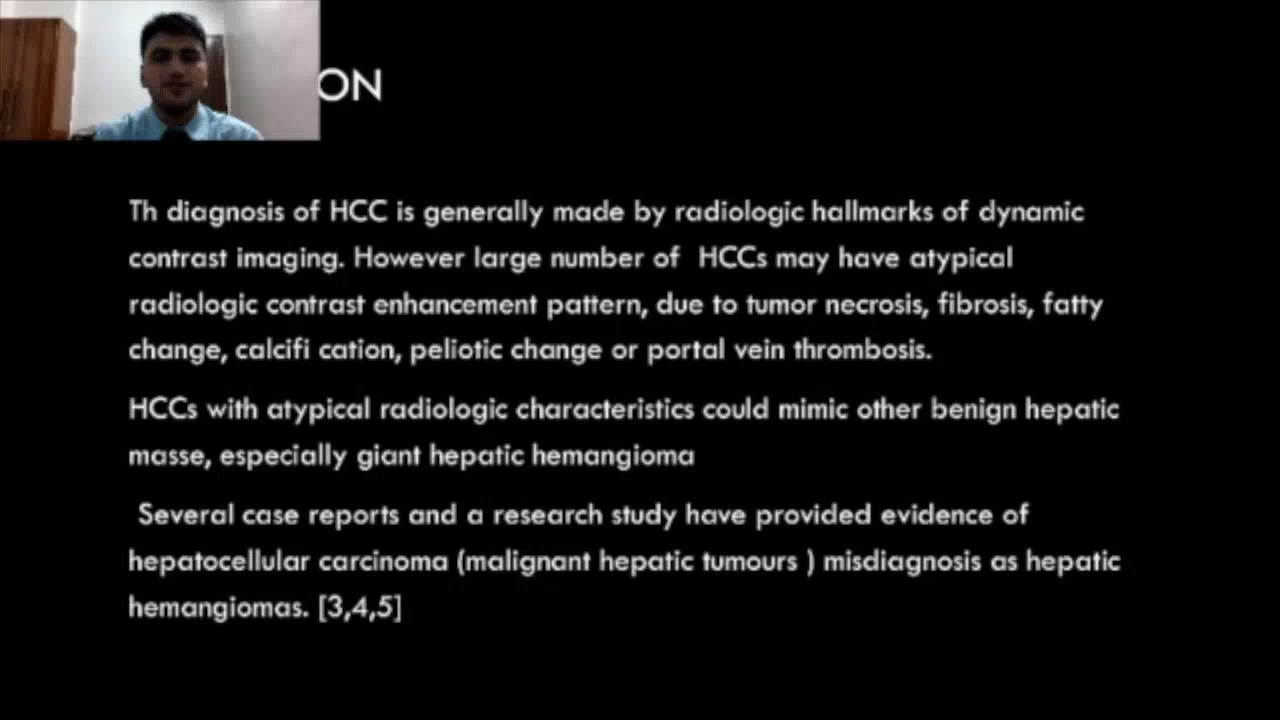 ON
Th diagnosis of HCC is generally made by radiologic hallmarks of dynamic
contrast imaging. However large number of HCCs may have atypical
radiologic contrast enhancement pattern, due to tumor necrosis, fibrosis, fatty
change, calcifi cation, peliotic change or portal vein thrombosis.
HCCs with atypical radiologic characteristics could mimic other benign hepatic
masse, especially giant hepatic hemangioma
Several case reports and a research study have provided evidence of
hepatocellular carcinoma (malignant hepatic tumours ) misdiagnosis as hepatic
hemangiomas. [3,4,5]